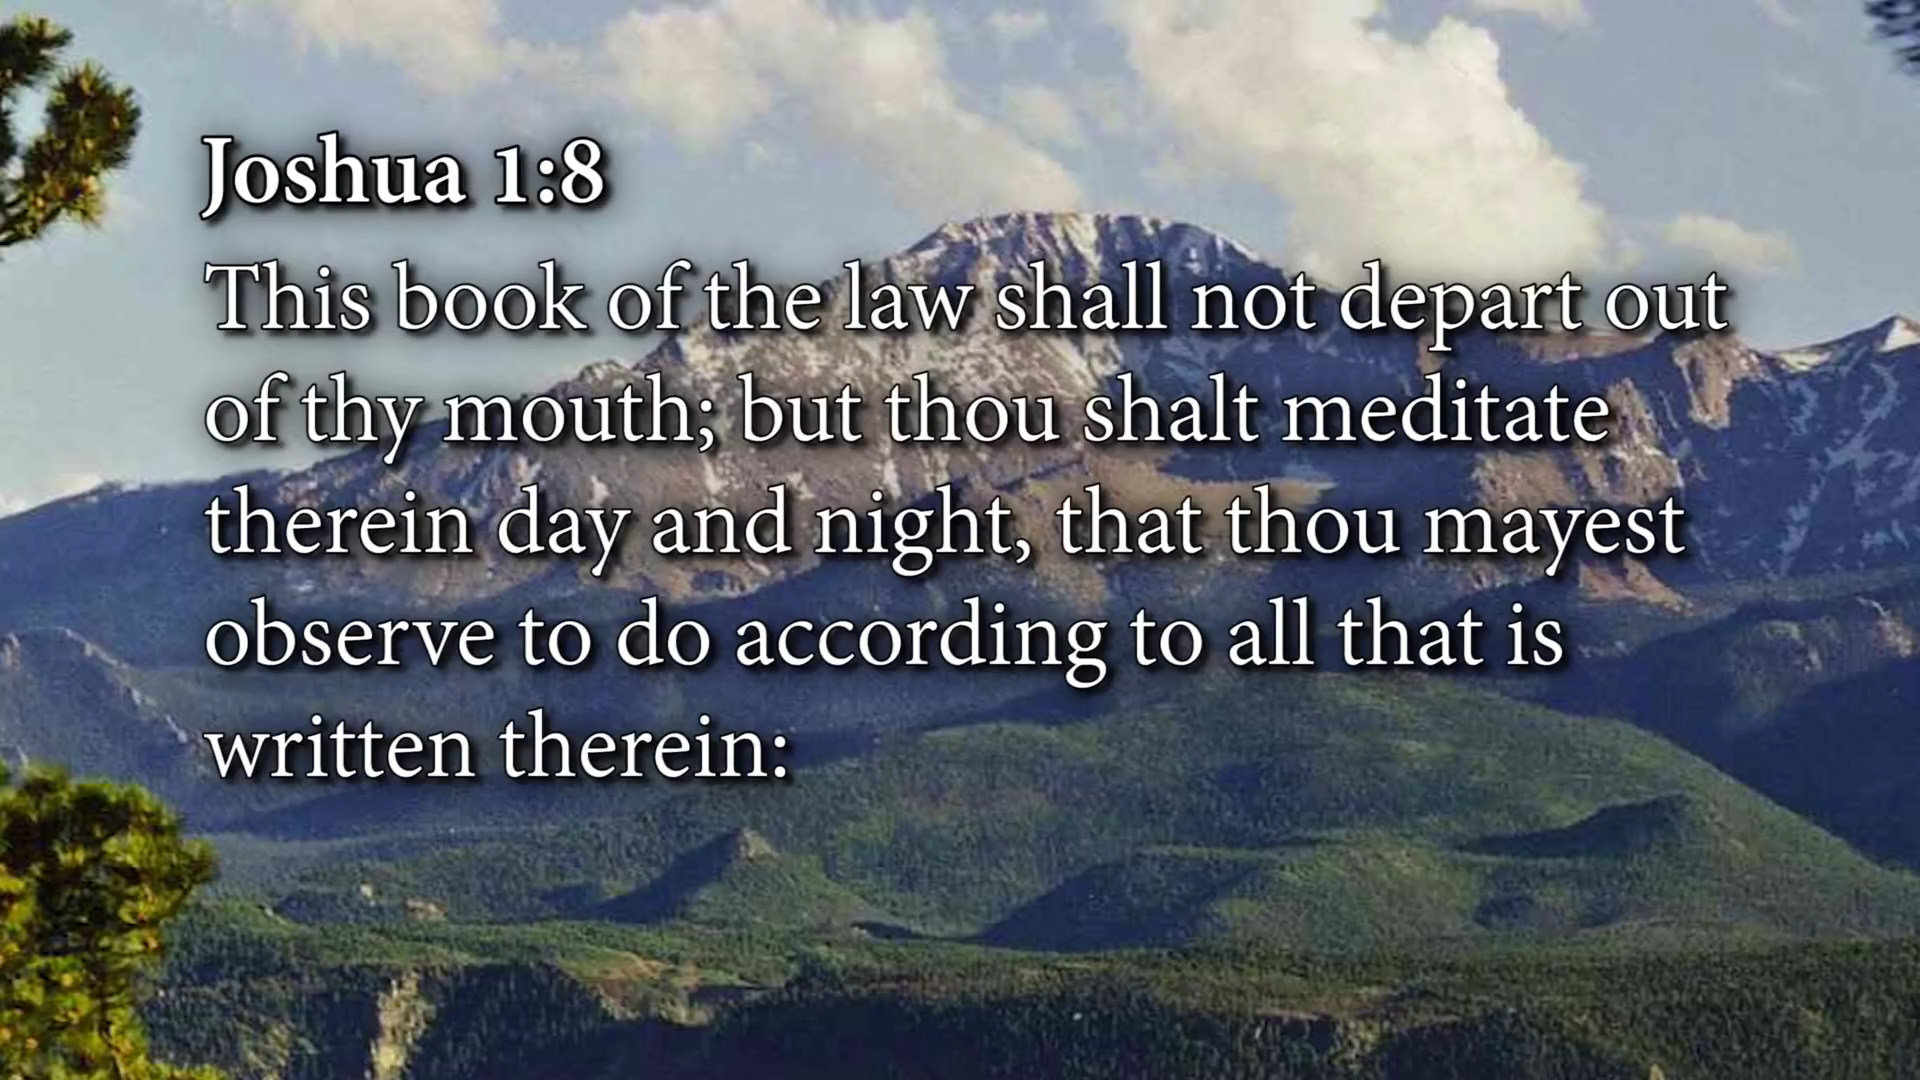 Joshua 1:8
This book of the law shall not depart out
of thy mouth; but thou shalt meditate
therein day and night, that thou mayest
observe to do according to all that is
written therein: